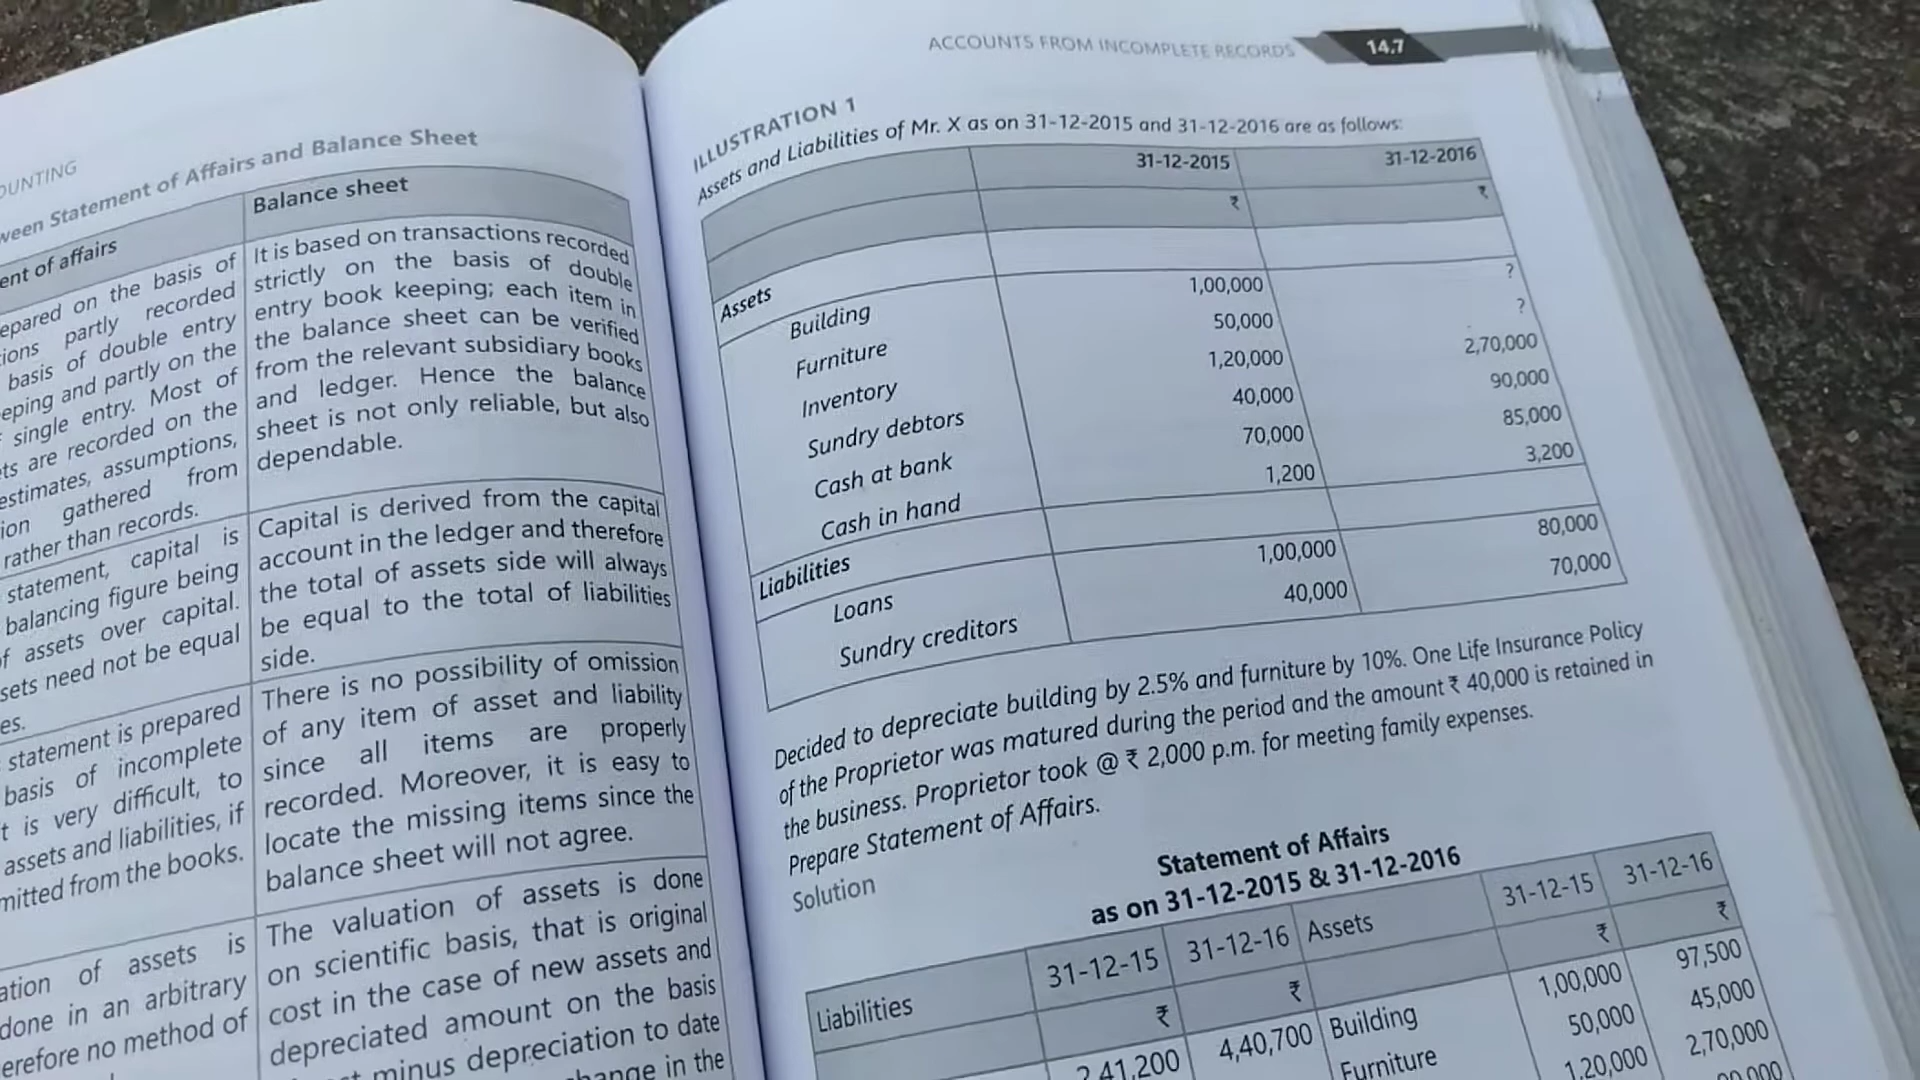 OUNTING
ween Statement of Affairs and Balance Sheet
ent of affairs
Balance sheet
epared on the basis of
ions partly recorded
basis of double entry
eping and partly on the
single entry. Most of
ts are recorded on the
estimates, assumptions,
ion gathered from
rather than records.
It is based on transactions recorded
strictly on the basis of double
entry book keeping; each item in
the balance sheet can be verified
from the relevant subsidiary books
and ledger. Hence the balance
sheet is not only reliable, but also
dependable.
statement, capital is
balancing figure being
f assets over capital.
sets need not be equal
es.
Capital is derived from the capital
account in the ledger and therefore
the total of assets side will always
be equal to the total of liabilities
side.
statement is prepared
basis of incomplete
t is very difficult, to
assets and liabilities, if
mitted from the books.
There is no possibility of omission
of any item of asset and liability
since all items are properly
recorded. Moreover, it is easy to
locate the missing items since the
balance sheet will not agree.
ation of assets is
done in an arbitrary
erefore no method of
The valuation of assets is done
on scientific basis, that is original
cost in the case of new assets and
depreciated amount on the basis
minus depreciation to date
hange in the
ACCOUNTS FROM INCOMPLETE RECORDS 14.7
ILLUSTRATION 1
Assets and Liabilities of Mr. X as on 31-12-2015 and 31-12-2016 are as follows:
31-12-2015 31-12-2016
₹ ₹
Assets
Building 1,00,000 ?
Furniture 50,000 ?
Inventory 1,20,000 2,70,000
Sundry debtors 40,000 90,000
Cash at bank 70,000 85,000
Cash in hand 1,200 3,200
Liabilities
Loans 1,00,000 80,000
Sundry creditors 40,000 70,000
Decided to depreciate building by 2.5% and furniture by 10%. One Life Insurance Policy
of the Proprietor was matured during the period and the amount ₹ 40,000 is retained in
the business. Proprietor took @ ₹ 2,000 p.m. for meeting family expenses.
Prepare Statement of Affairs.
Solution
Statement of Affairs
as on 31-12-2015 & 31-12-2016
Liabilities 31-12-15 31-12-16 Assets 31-12-15 31-12-16
₹ ₹ ₹ ₹
2,41,200 4,40,700 Building 1,00,000 97,500
Furniture 50,000 45,000
1,20,000 2,70,000